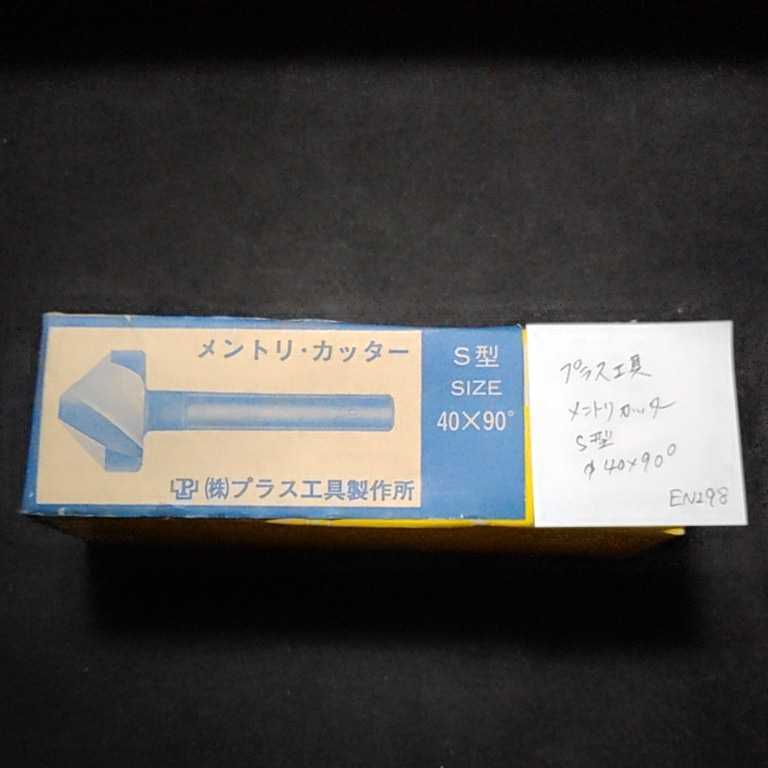 メントリ・カッター
(株)プラス工具製作所
S型
SIZE
40×90°
プラス工具
メントリカッター
S型
φ40×90°
EN298